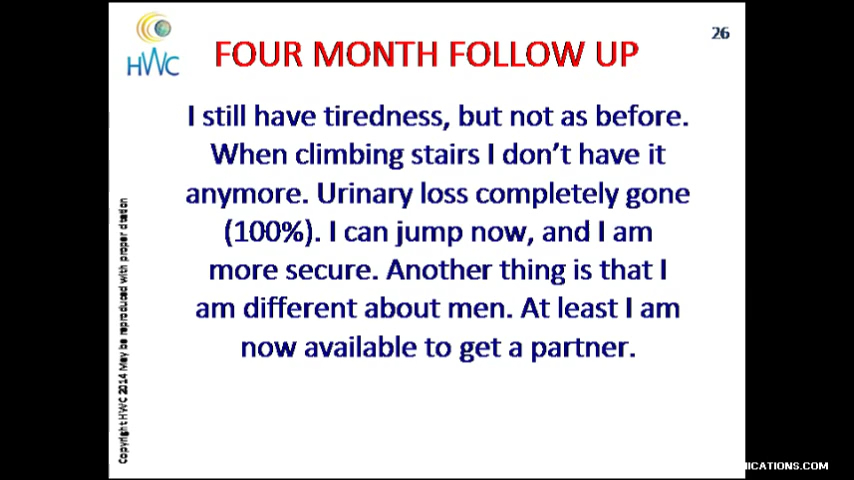 HWC
26
FOUR MONTH FOLLOW UP
I still have tiredness, but not as before.
When climbing stairs I don't have it
anymore. Urinary loss completely gone
(100%). I can jump now, and I am
more secure. Another thing is that I
am different about men. At least I am
now available to get a partner.
Copyright HWC 2014 May be reproduced with proper citation
ICATIONS.COM